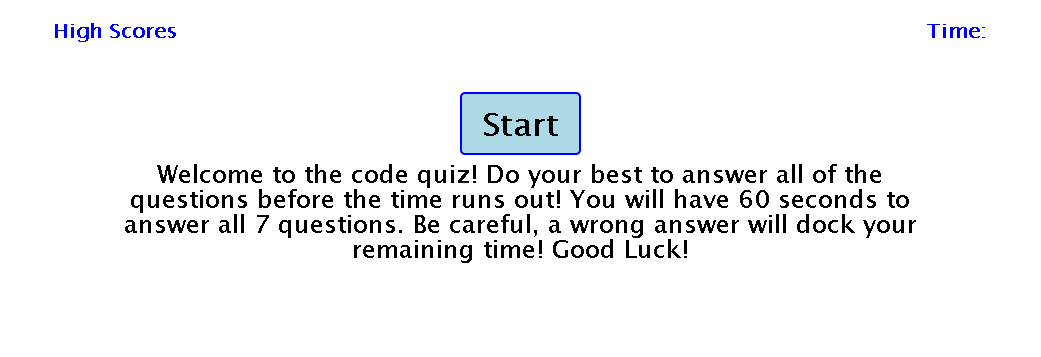 High Scores
Time:
Start
Welcome to the code quiz! Do your best to answer all of the
questions before the time runs out! You will have 60 seconds to
answer all 7 questions. Be careful, a wrong answer will dock your
remaining time! Good Luck!